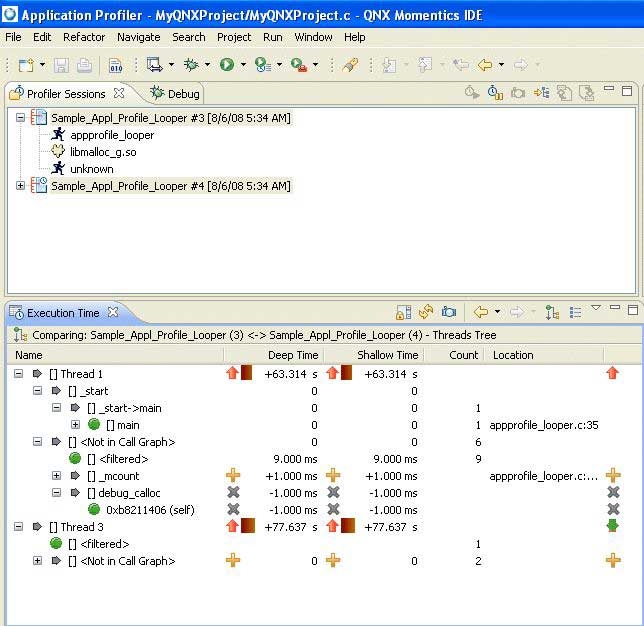 Application Profiler - MyQNXProject/MyQNXProject.c - QNX Momentics IDE
File Edit Refactor Navigate Search Project Run Window Help
010
Profiler Sessions Debug
Sample_Appl_Profile_Looper #3 [8/6/08 5:34 AM]
appprofile_looper
libmalloc_g.so
unknown
Sample_Appl_Profile_Looper #4 [8/6/08 5:34 AM]
Execution Time
Comparing: Sample_Appl_Profile_Looper (3) <-> Sample_Appl_Profile_Looper (4) - Threads Tree
Name Deep Time Shallow Time Count Location
[] Thread 1 +63.314 s +63.314 s
[] _start 0 0
[] _start->main 0 0 1
[] main 0 0 1 appprofile_looper.c:35
[] <Not in Call Graph> 0 0 6
[] <filtered> 9.000 ms 9.000 ms 9
[] _mcount +1.000 ms +1.000 ms appprofile_looper.c:...
[] debug_calloc -1.000 ms -1.000 ms
0xb8211406 (self) -1.000 ms -1.000 ms
[] Thread 3 +77.637 s +77.637 s
[] <filtered> 1
[] <Not in Call Graph> 0 0 2